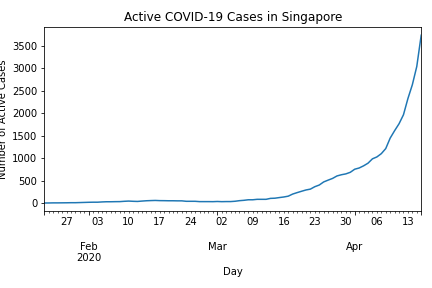 Active COVID-19 Cases in Singapore
Number of Active Cases
3500
3000
2500
2000
1500
1000
500
0
27 03 10 17 24 02 09 16 23 30 06 13
Feb Mar Apr
2020
Day